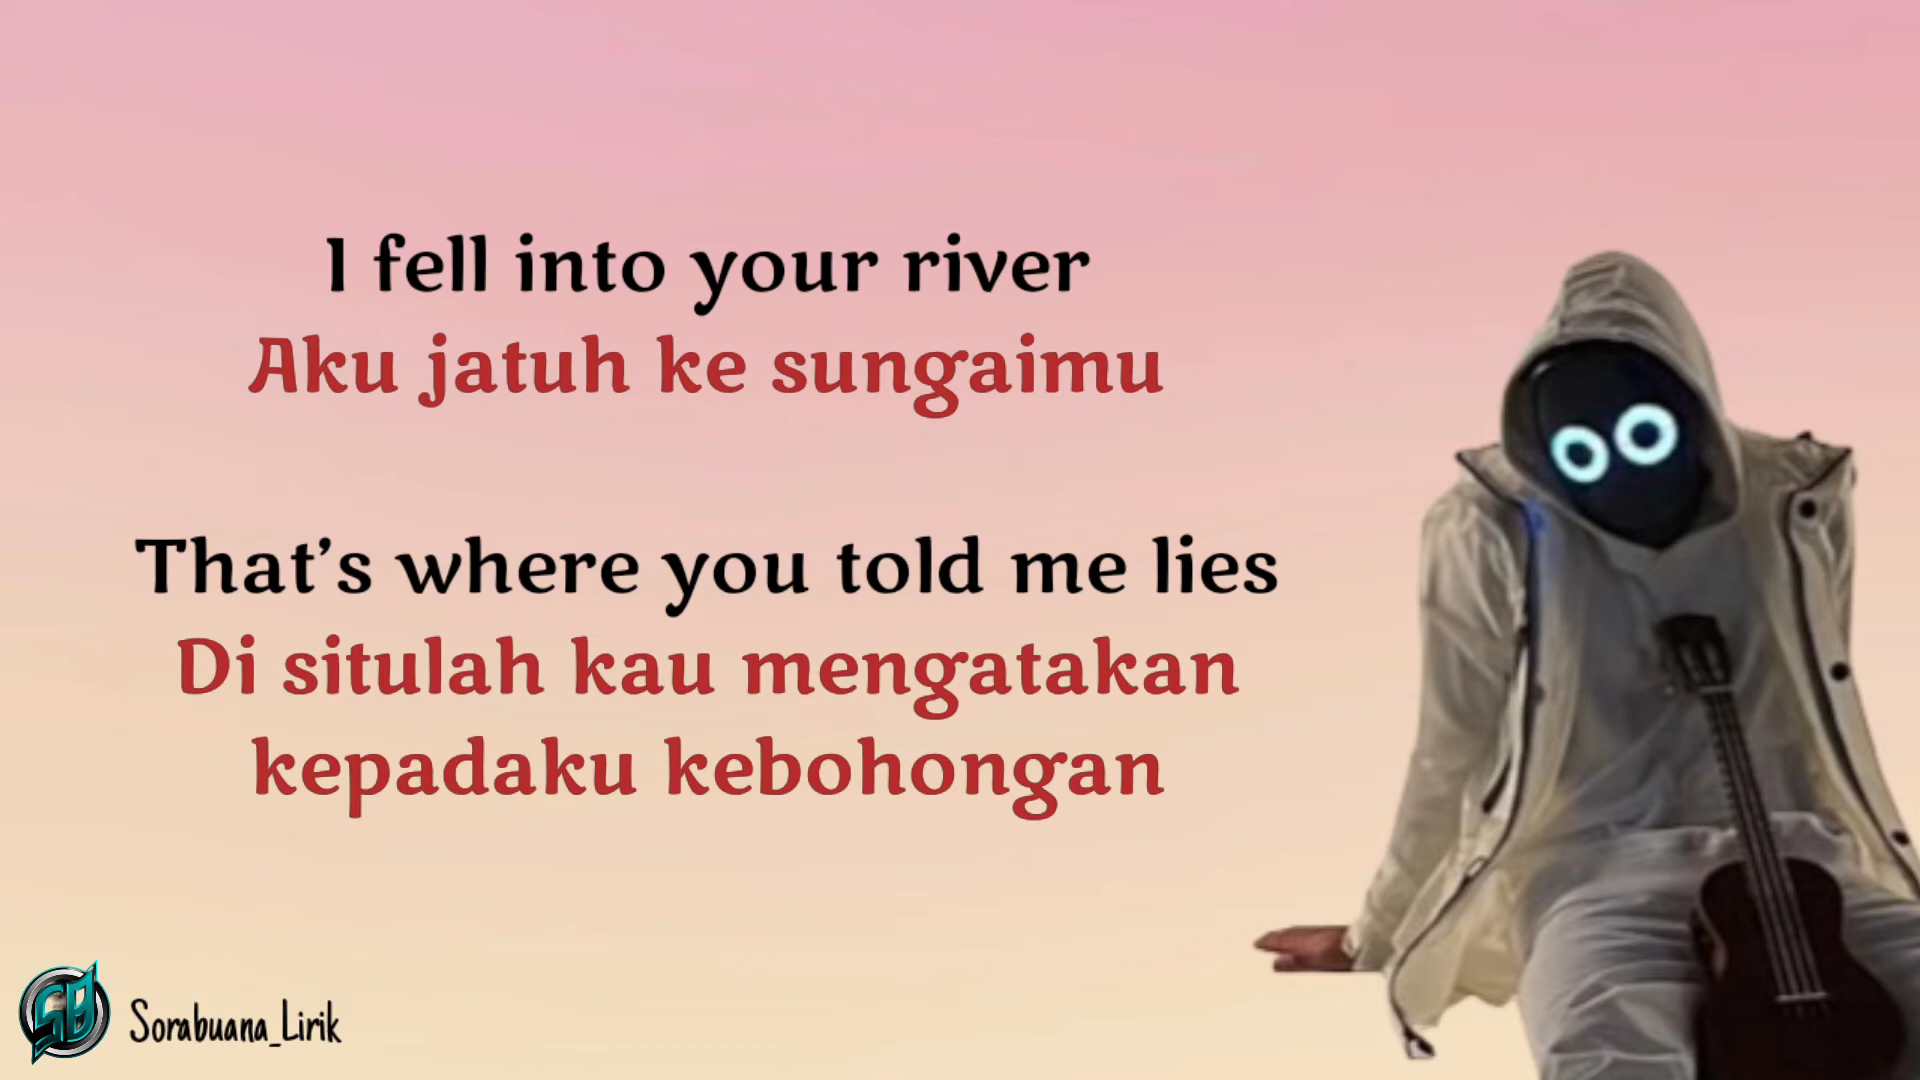 I fell into your river
Aku jatuh ke sungaimu
That's where you told me lies
Di situlah kau mengatakan
kepadaku kebohongan
Sorabuana_Lirik